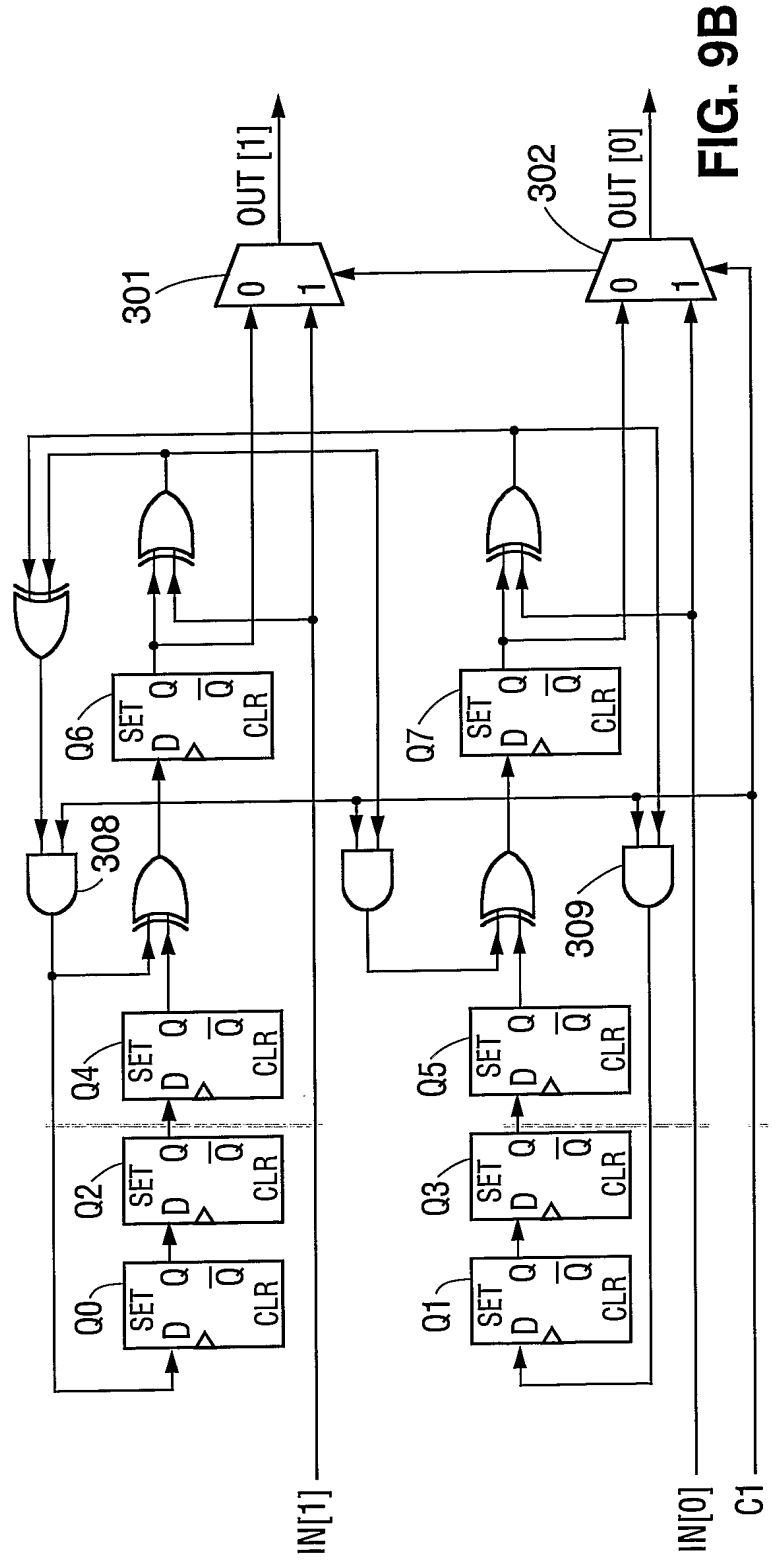 Q0
SET
D Q
Q
CLR
Q2
SET
D Q
Q
CLR
Q4
SET
D Q
Q
CLR
308
Q6
SET
D Q
Q
CLR
301
0
1
OUT [1]
IN[1]
Q1
SET
D Q
Q
CLR
Q3
SET
D Q
Q
CLR
Q5
SET
D Q
Q
CLR
309
Q7
SET
D Q
Q
CLR
302
0
1
OUT [0]
IN[0]
C1
FIG. 9B